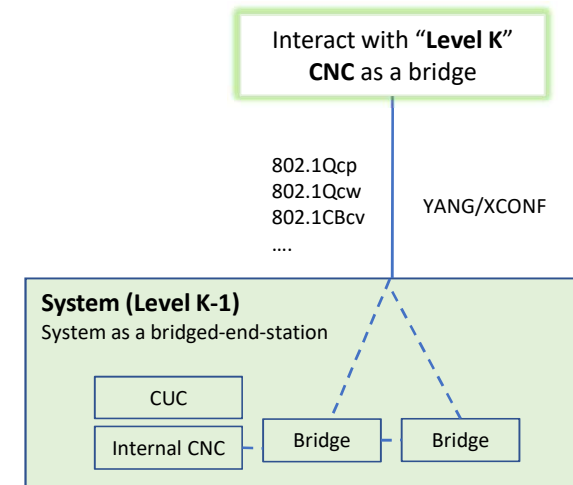 Interact with “Level K”
CNC as a bridge
802.1Qcp
802.1Qcw
802.1CBcv
....
YANG/XCONF
System (Level K-1)
System as a bridged-end-station
CUC
Internal CNC
Bridge
Bridge